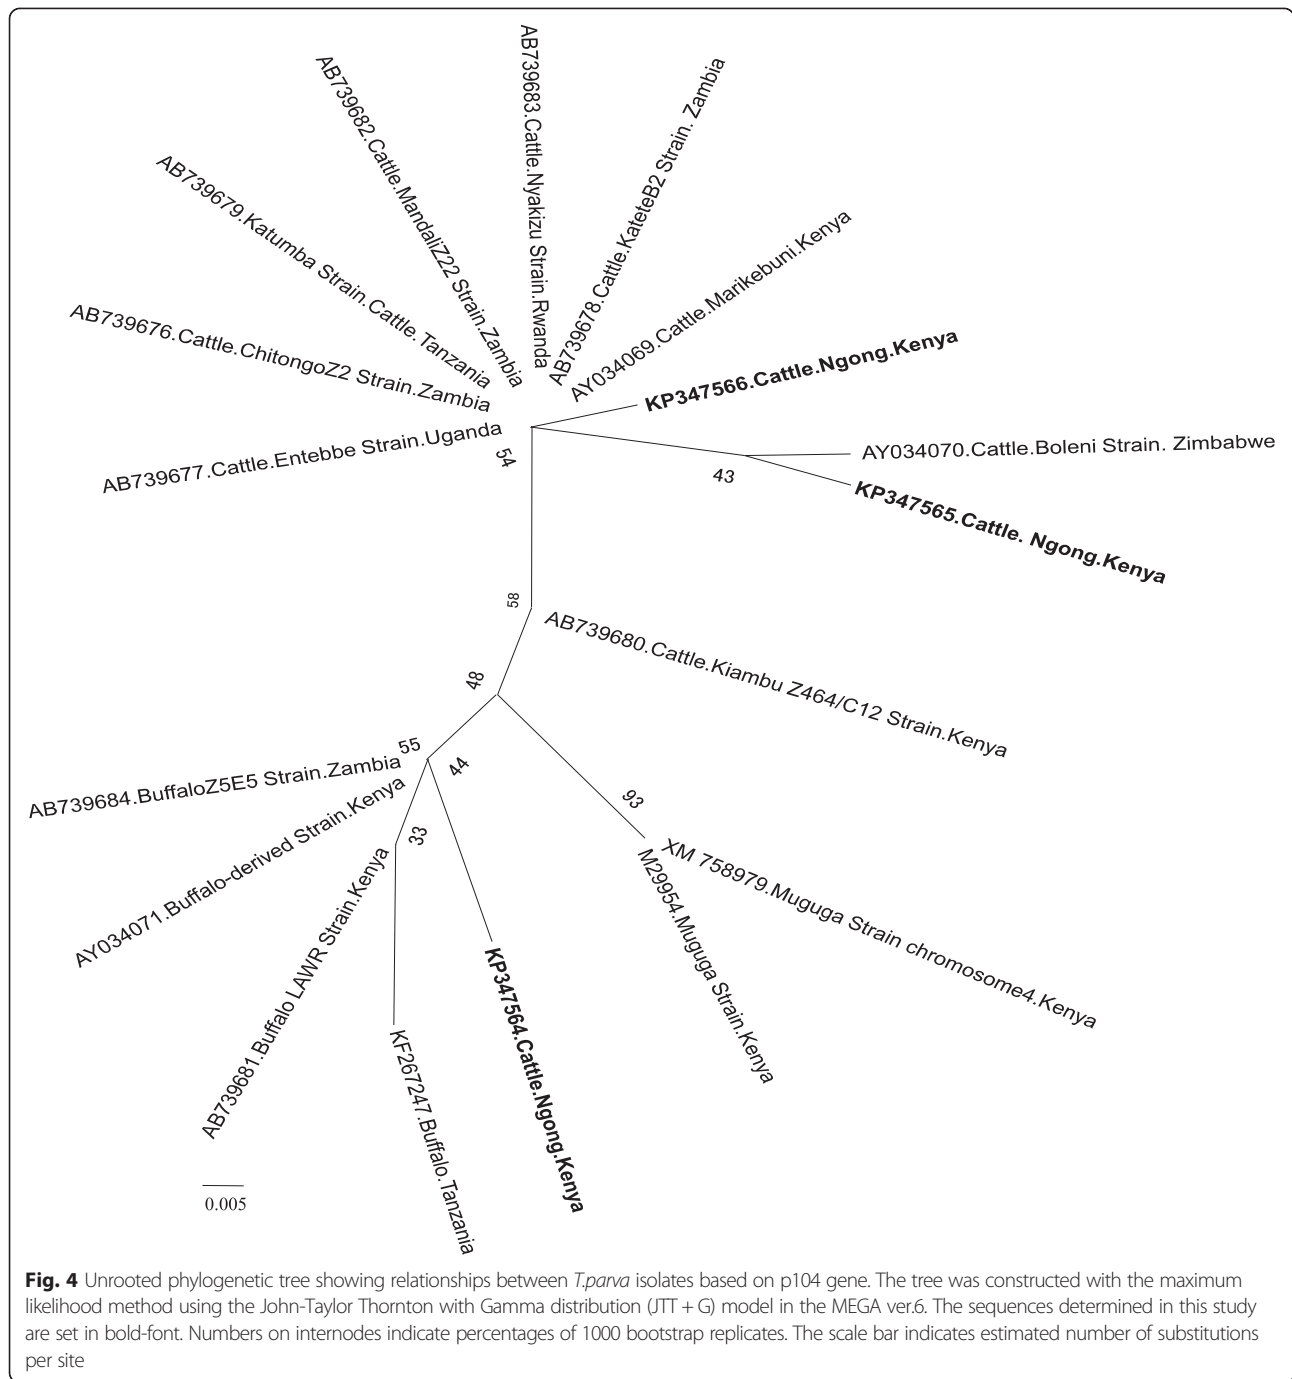 AB739683.Cattle.Nyakizu Strain.Rwanda
AB739682.Cattle.MandaliZ22 Strain.Zambia
AB739678.Cattle.KateteB2 Strain. Zambia
AB739679.Katumba Strain.Cattle.Tanzania
AY034069.Cattle.Marikebuni.Kenya
AB739676.Cattle.ChitongoZ2 Strain.Zambia
KP347566.Cattle.Ngong.Kenya
AB739677.Cattle.Entebbe Strain.Uganda
54
AY034070.Cattle.Boleni Strain. Zimbabwe
43
KP347565.Cattle. Ngong.Kenya
58
AB739680.Cattle.Kiambu Z464/C12 Strain.Kenya
48
55
44
AB739684.BuffaloZ5E5 Strain.Zambia
93
AY034071.Buffalo-derived Strain.Kenya
33
XM 758979.Muguga Strain chromosome4.Kenya
M29954.Muguga Strain.Kenya
AB739681.Buffalo LAWR Strain.Kenya
KP347564.Cattle.Ngong.Kenya
KF267247.Buffalo.Tanzania
0.005
Fig. 4 Unrooted phylogenetic tree showing relationships between T.parva isolates based on p104 gene. The tree was constructed with the maximum
likelihood method using the John-Taylor Thornton with Gamma distribution (JTT + G) model in the MEGA ver.6. The sequences determined in this study
are set in bold-font. Numbers on internodes indicate percentages of 1000 bootstrap replicates. The scale bar indicates estimated number of substitutions
per site